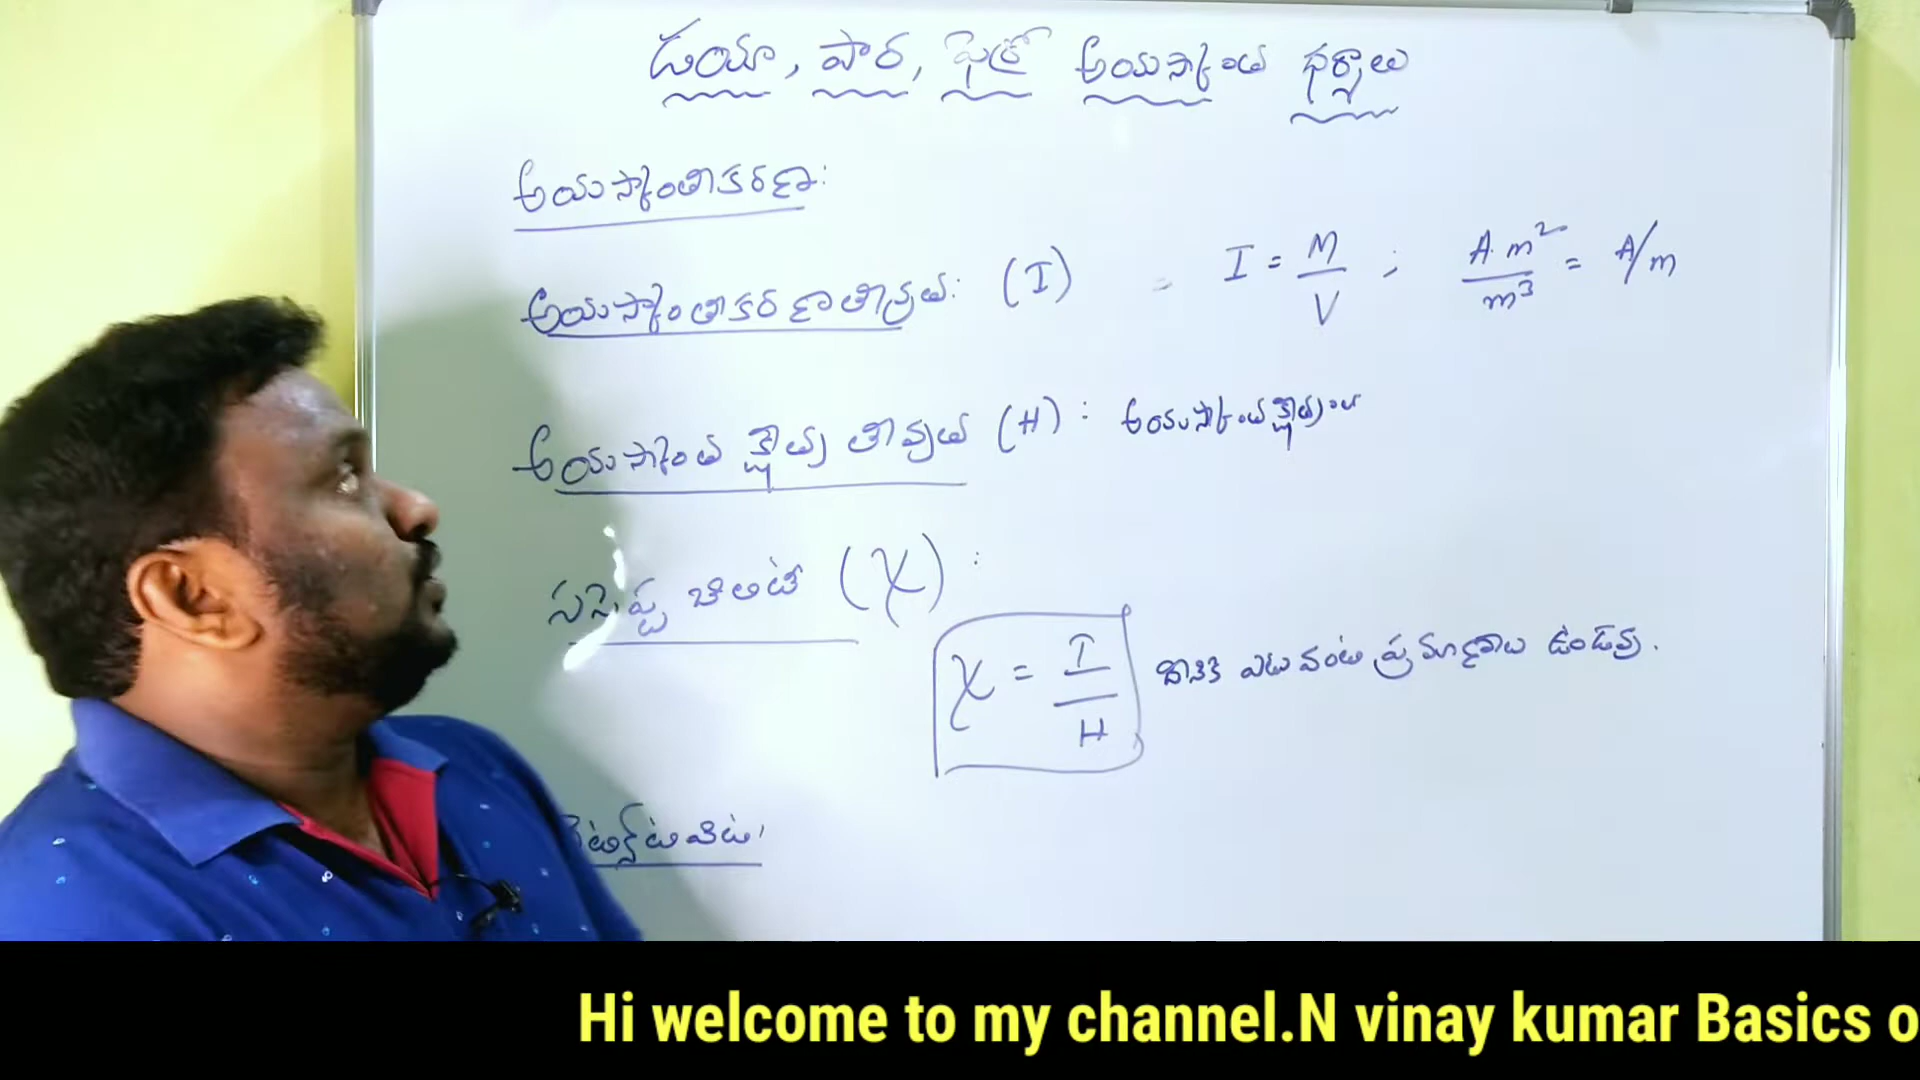 డయా, పార, ఫెర్రో అయస్కాంత ధర్మాలు
అయస్కాంతీకరణ:
అయస్కాంతీకరణ తీవ్రత: (I) = I = M/V ; A.m²/m³ = A/m
అయస్కాంత క్షేత్ర తీవ్రత (H) : అయస్కాంత క్షేత్రంల
ససెప్టబిలిటీ (χ) :
χ = I/H దీనికి ఎటువంటి ప్రమాణాలు ఉండవు.
Hi welcome to my channel.N vinay kumar Basics o